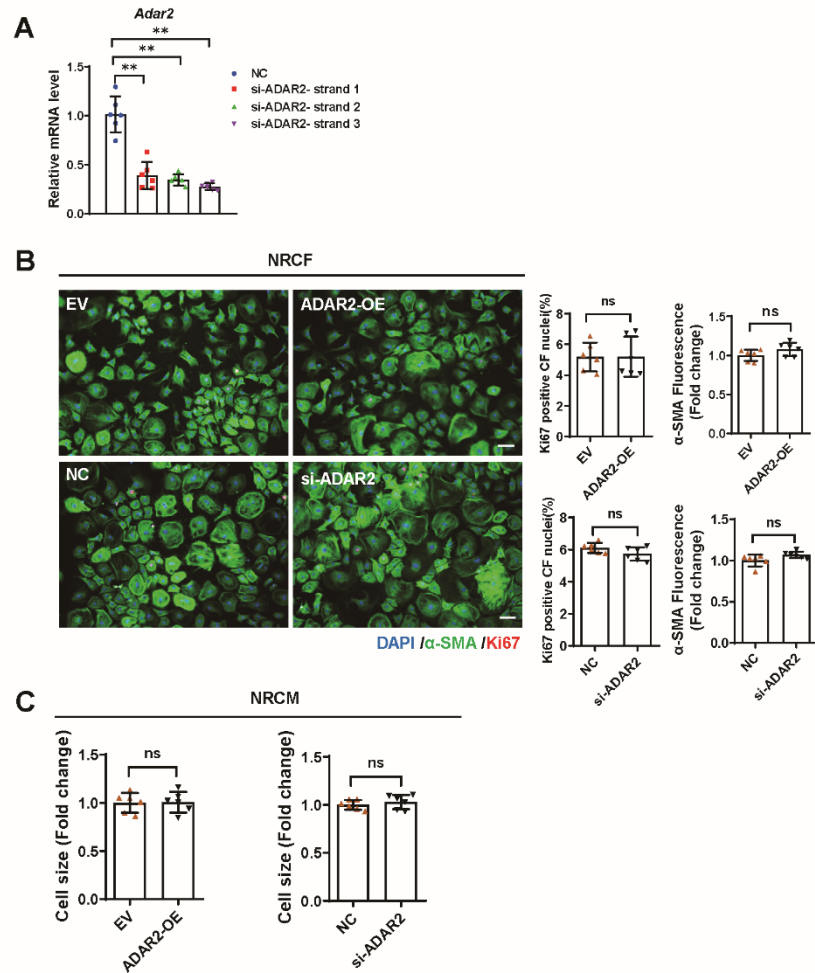 A
Adar2
**
**
**
Relative mRNA level
1.5
1.0
0.5
0.0
NC
si-ADAR2- strand 1
si-ADAR2- strand 2
si-ADAR2- strand 3
B
NRCF
EV
ADAR2-OE
NC
si-ADAR2
DAPI /α-SMA /Ki67
Ki67 positive CF nuclei(%)
8
6
4
2
0
ns
EV
ADAR2-OE
α-SMA Fluorescence
(Fold change)
1.5
1.0
0.5
0.0
ns
EV
ADAR2-OE
Ki67 positive CF nuclei(%)
8
6
4
2
0
ns
NC
si-ADAR2
α-SMA Fluorescence
(Fold change)
1.5
1.0
0.5
0.0
ns
NC
si-ADAR2
C
NRCM
Cell size (Fold change)
1.5
1.0
0.5
0.0
ns
EV
ADAR2-OE
Cell size (Fold change)
1.5
1.0
0.5
0.0
ns
NC
si-ADAR2